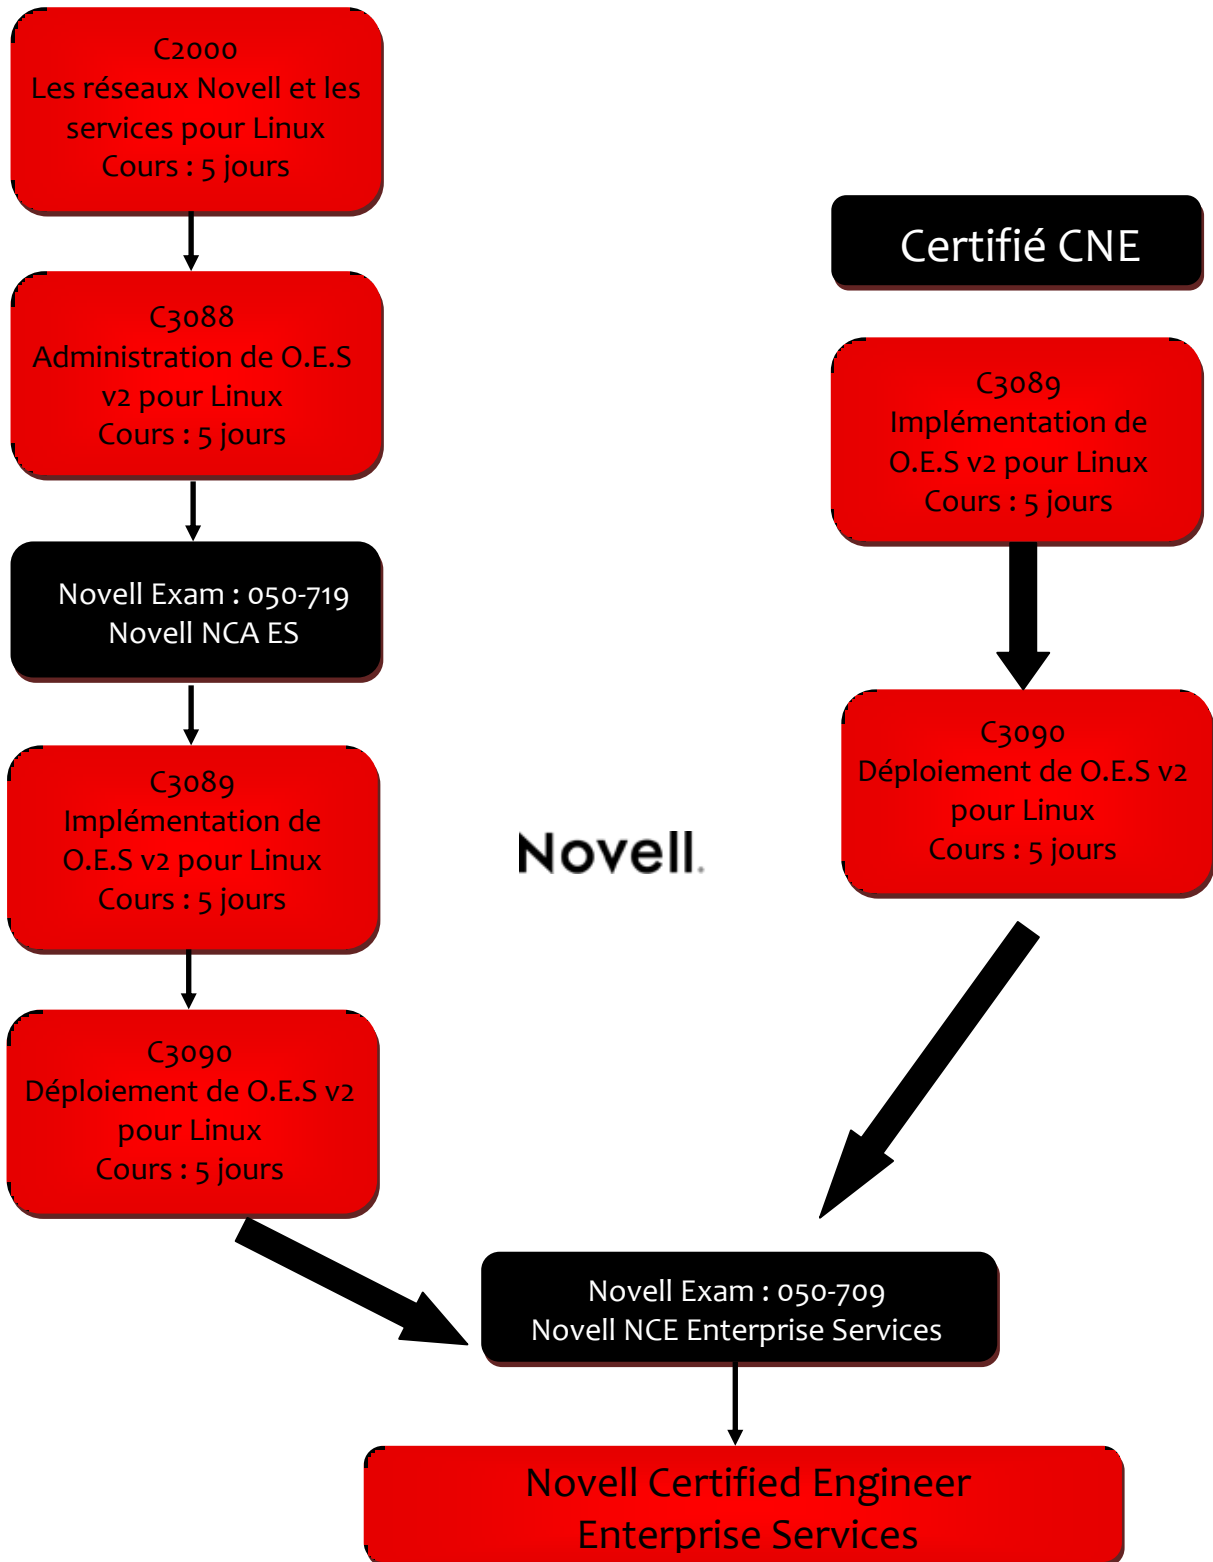 C2000
Les réseaux Novell et les
services pour Linux
Cours : 5 jours
C3088
Administration de O.E.S
v2 pour Linux
Cours : 5 jours
Novell Exam : 050-719
Novell NCA ES
C3089
Implémentation de
O.E.S v2 pour Linux
Cours : 5 jours
C3090
Déploiement de O.E.S v2
pour Linux
Cours : 5 jours
Certifié CNE
C3089
Implémentation de
O.E.S v2 pour Linux
Cours : 5 jours
C3090
Déploiement de O.E.S v2
pour Linux
Cours : 5 jours
Novell.
Novell Exam : 050-709
Novell NCE Enterprise Services
Novell Certified Engineer
Enterprise Services